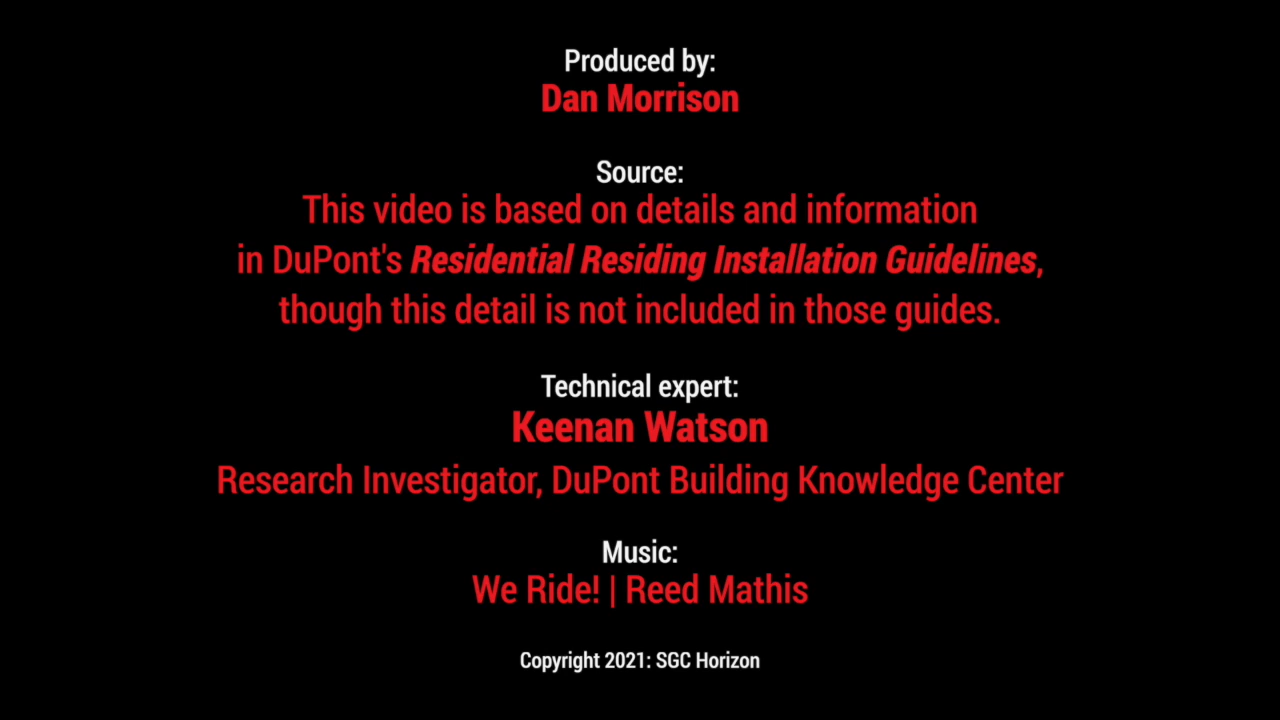 Produced by:
Dan Morrison
Source:
This video is based on details and information
in DuPont's Residential Residing Installation Guidelines,
though this detail is not included in those guides.
Technical expert:
Keenan Watson
Research Investigator, DuPont Building Knowledge Center
Music:
We Ride! | Reed Mathis
Copyright 2021: SGC Horizon